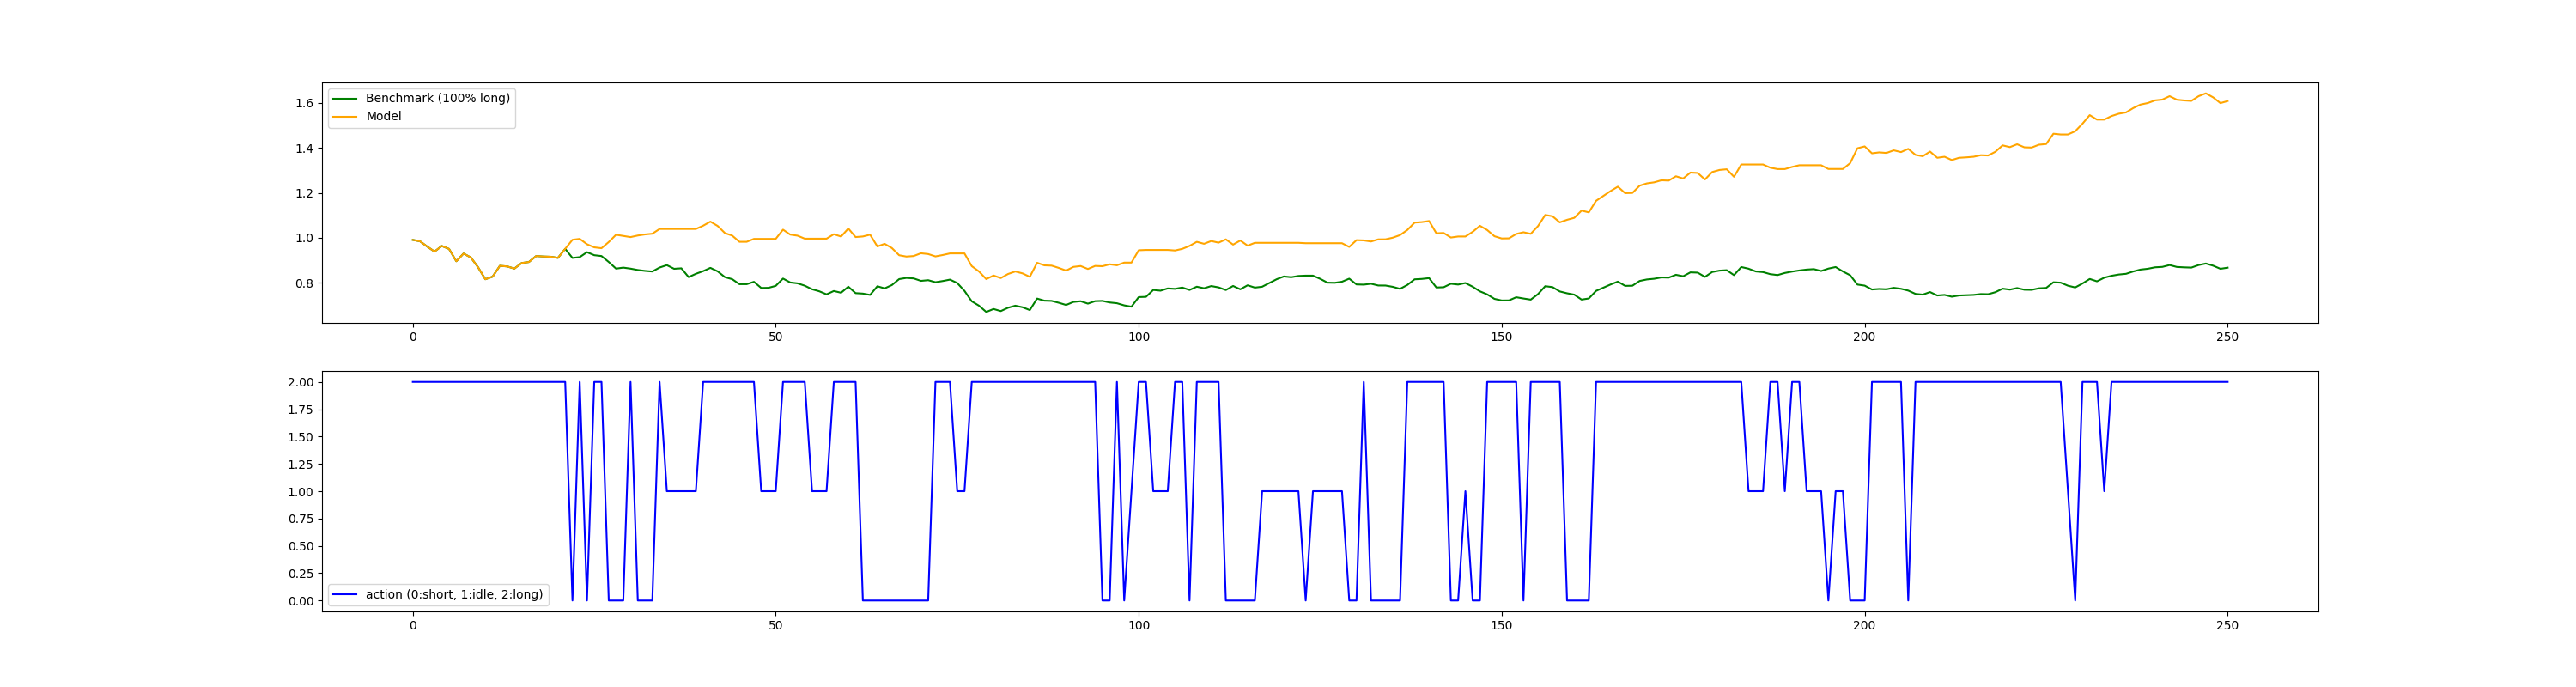 Benchmark (100% long)
Model
1.6
1.4
1.2
1.0
0.8
0 50 100 150 200 250
2.00
1.75
1.50
1.25
1.00
0.75
0.50
0.25
0.00
action (0:short, 1:idle, 2:long)
0 50 100 150 200 250